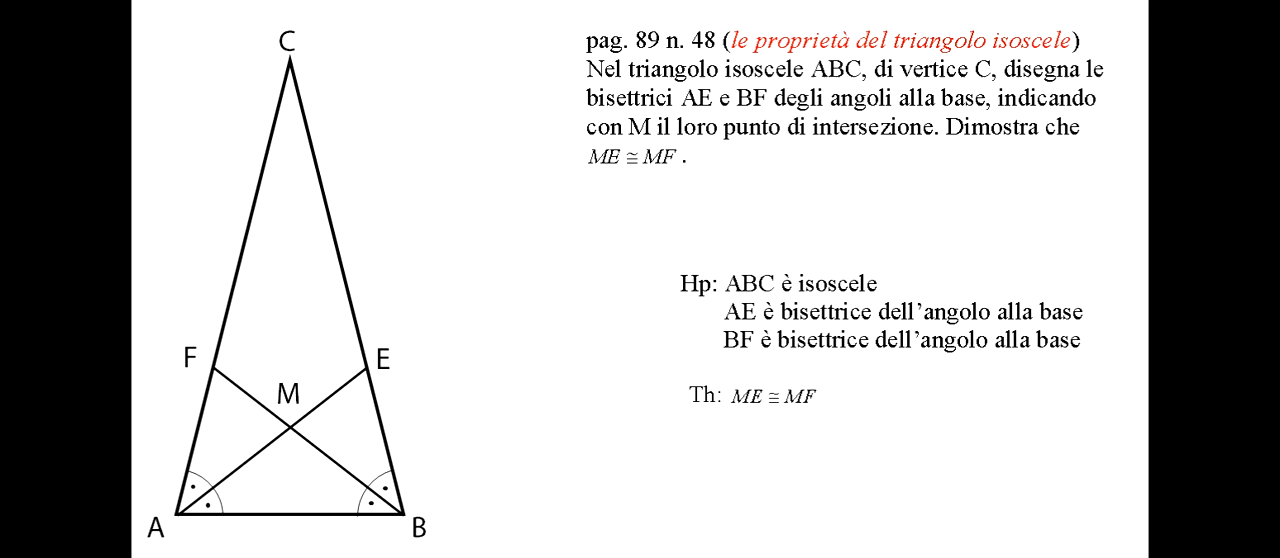 C
pag. 89 n. 48 (le proprietà del triangolo isoscele)
Nel triangolo isoscele ABC, di vertice C, disegna le
bisettrici AE e BF degli angoli alla base, indicando
con M il loro punto di intersezione. Dimostra che
ME ≅ MF .
Hp: ABC è isoscele
AE è bisettrice dell'angolo alla base
BF è bisettrice dell'angolo alla base
F
E
M
Th: ME ≅ MF
A
B